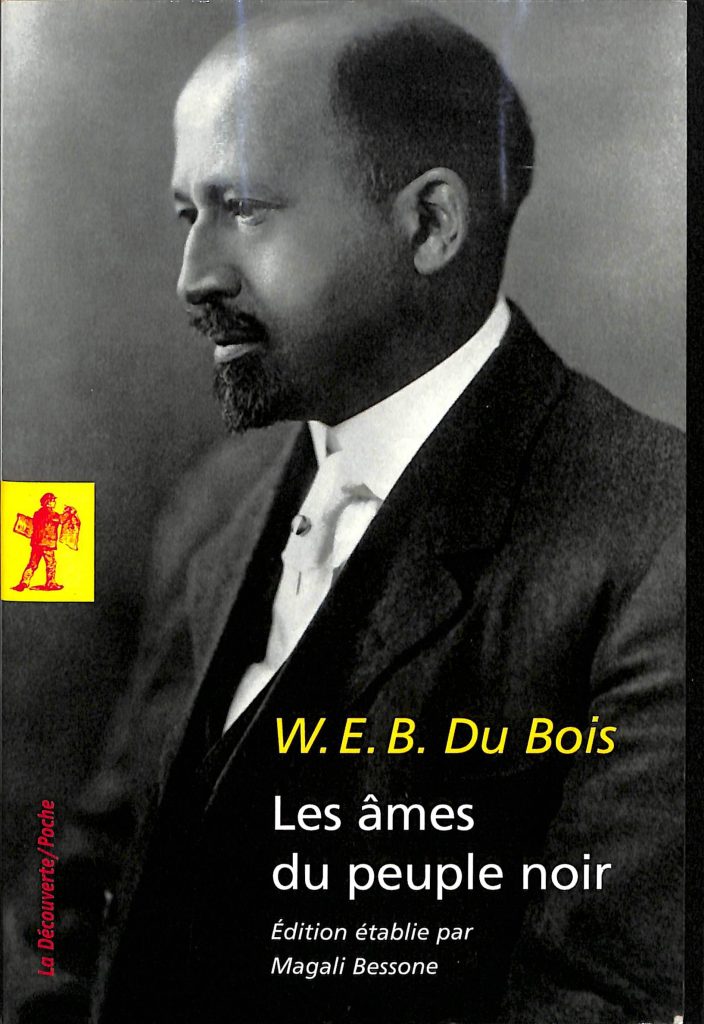 W. E. B. Du Bois
Les âmes
du peuple noir
Édition établie par
Magali Bessone
La Découverte/Poche